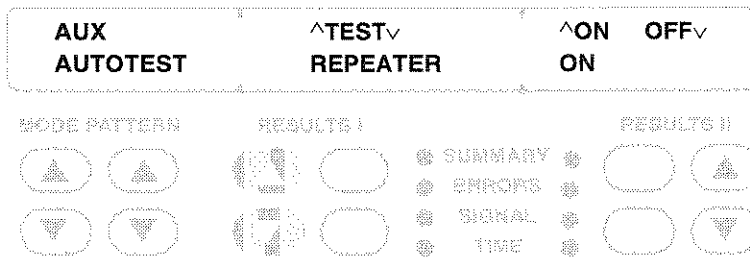 AUX ^TEST˅ ^ON OFF˅
AUTOTEST REPEATER ON
MODE PATTERN RESULTS I RESULTS II
SUMMARY
ERRORS
SIGNAL
TIME